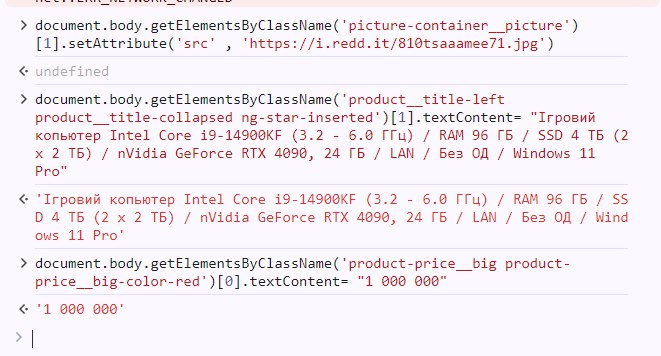 document.body.getElementsByClassName('picture-container__picture')
[1].setAttribute('src' , 'https://i.redd.it/810tsaaamee71.jpg')
undefined
document.body.getElementsByClassName('product__title-left
product__title-collapsed ng-star-inserted')[1].textContent= "Ігровий
копьютер Intel Core i9-14900KF (3.2 - 6.0 ГГц) / RAM 96 ГБ / SSD 4 ТБ (2
x 2 ТБ) / nVidia GeForce RTX 4090, 24 ГБ / LAN / Без ОД / Windows 11
Pro"
'Ігровий копьютер Intel Core i9-14900KF (3.2 - 6.0 ГГц) / RAM 96 ГБ / SS
D 4 ТБ (2 x 2 ТБ) / nVidia GeForce RTX 4090, 24 ГБ / LAN / Без ОД / Wind
ows 11 Pro'
document.body.getElementsByClassName('product-price__big product-
price__big-color-red')[0].textContent= "1 000 000"
'1 000 000'